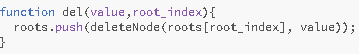 function del(value,root_index){
  roots.push(deleteNode(roots[root_index], value));
}